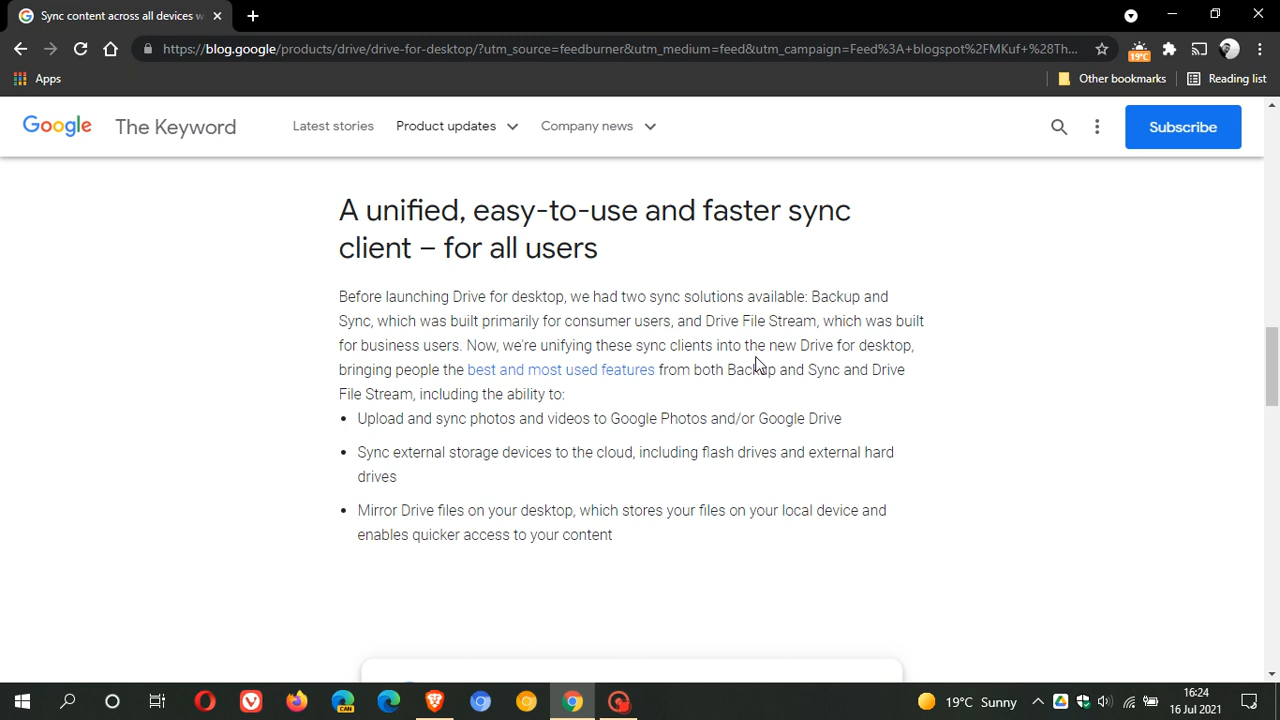 Sync content across all devices w
https://blog.google/products/drive/drive-for-desktop/?utm_source=feedburner&utm_medium=feed&utm_campaign=Feed%3A+blogspot%2FMKuf+%28Th...
19°C
Apps
Other bookmarks
Reading list
Google The Keyword
Latest stories
Product updates
Company news
Subscribe
A unified, easy-to-use and faster sync
client – for all users
Before launching Drive for desktop, we had two sync solutions available: Backup and
Sync, which was built primarily for consumer users, and Drive File Stream, which was built
for business users. Now, we're unifying these sync clients into the new Drive for desktop,
bringing people the best and most used features from both Backup and Sync and Drive
File Stream, including the ability to:
• Upload and sync photos and videos to Google Photos and/or Google Drive
• Sync external storage devices to the cloud, including flash drives and external hard
drives
• Mirror Drive files on your desktop, which stores your files on your local device and
enables quicker access to your content
CAN
19°C Sunny
16:24
16 Jul 2021